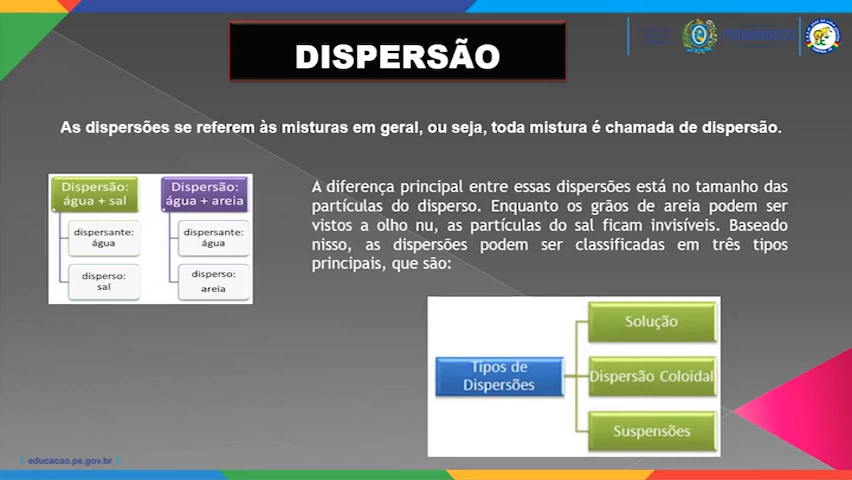 DISPERSÃO
As dispersões se referem às misturas em geral, ou seja, toda mistura é chamada de dispersão.
Dispersão:
água + sal
dispersante:
água
disperso:
sal
Dispersão:
água + areia
dispersante:
água
disperso:
areia
A diferença principal entre essas dispersões está no tamanho das
partículas do disperso. Enquanto os grãos de areia podem ser
vistos a olho nu, as partículas do sal ficam invisíveis. Baseado
nisso, as dispersões podem ser classificadas em três tipos
principais, que são:
Tipos de
Dispersões
Solução
Dispersão Coloidal
Suspensões
educacao.pe.gov.br